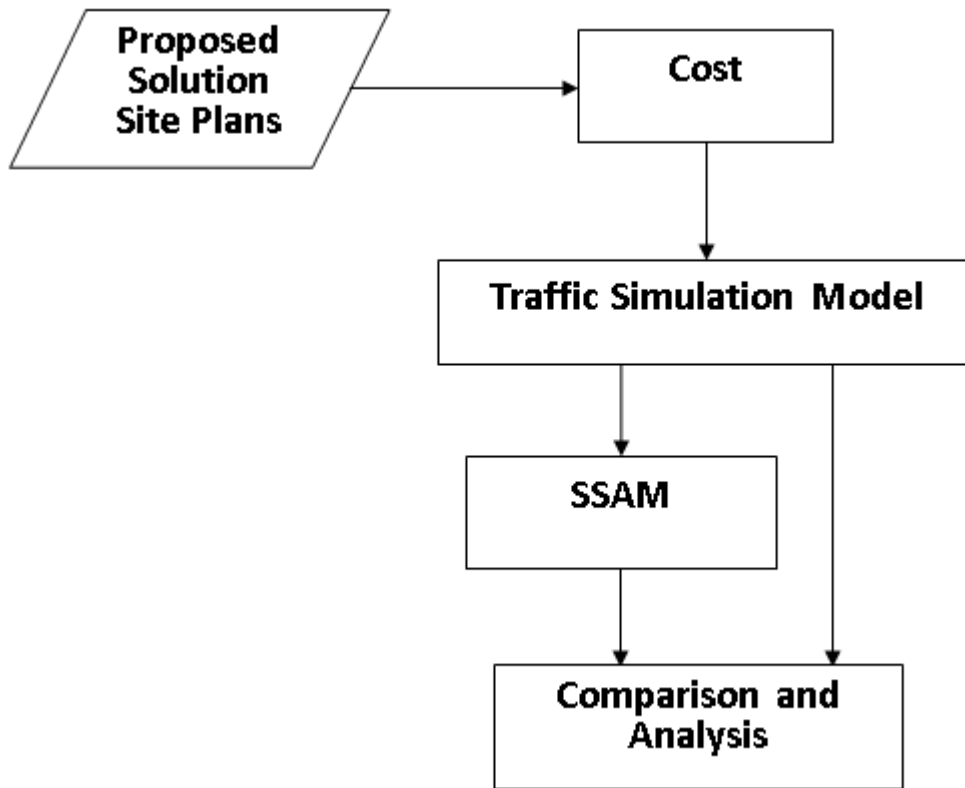 Proposed
Solution
Site Plans
Cost
Traffic Simulation Model
SSAM
Comparison and
Analysis